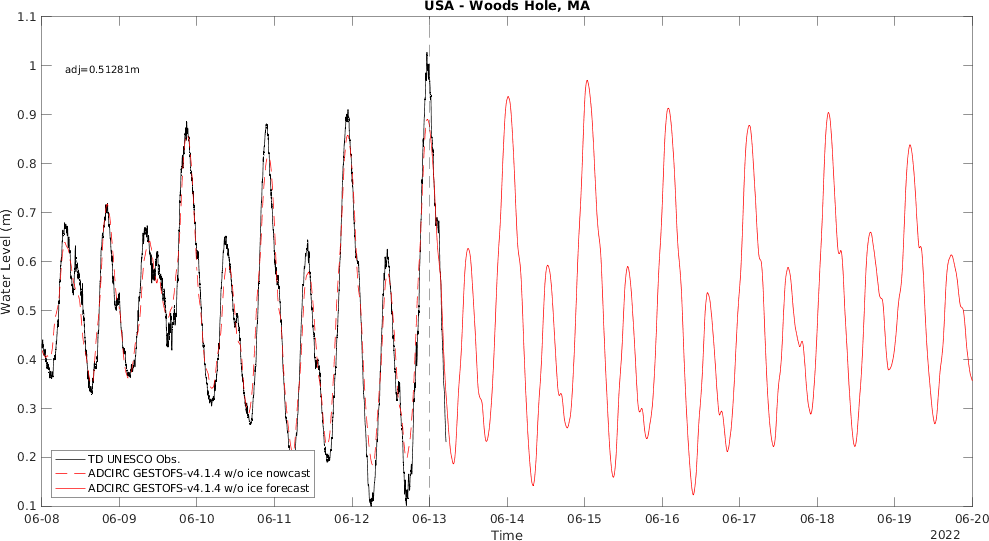 USA - Woods Hole, MA
1.1
1
0.9
0.8
0.7
0.6
0.5
0.4
0.3
0.2
0.1
Water Level (m)
adj=0.51281m
TD UNESCO Obs.
ADCIRC GESTOFS-v4.1.4 w/o ice nowcast
ADCIRC GESTOFS-v4.1.4 w/o ice forecast
06-08 06-09 06-10 06-11 06-12 06-13 06-14 06-15 06-16 06-17 06-18 06-19 06-20
Time
2022